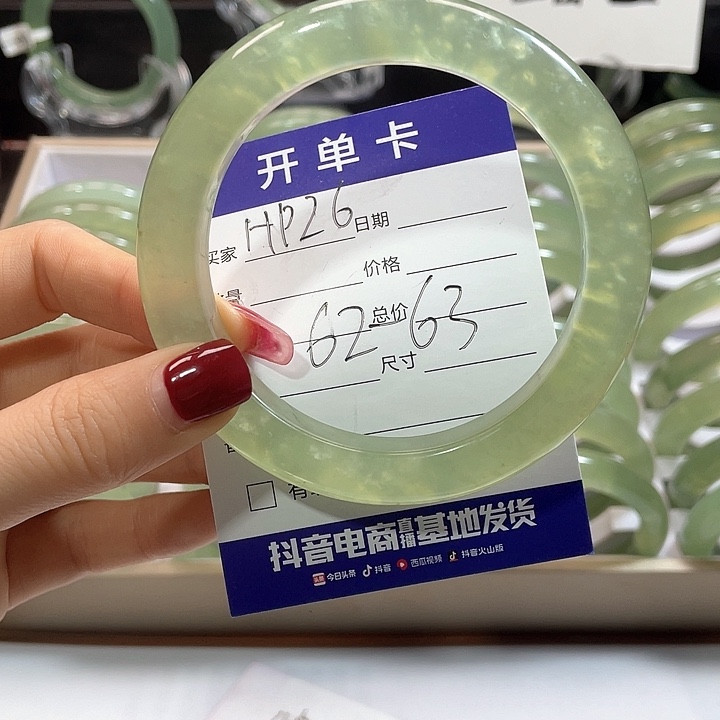 开单卡
买家 HP26 日期
价格
62-63
总价
尺寸
抖音电商直播基地发货
头条 今日头条 抖音 西瓜视频 抖音火山版